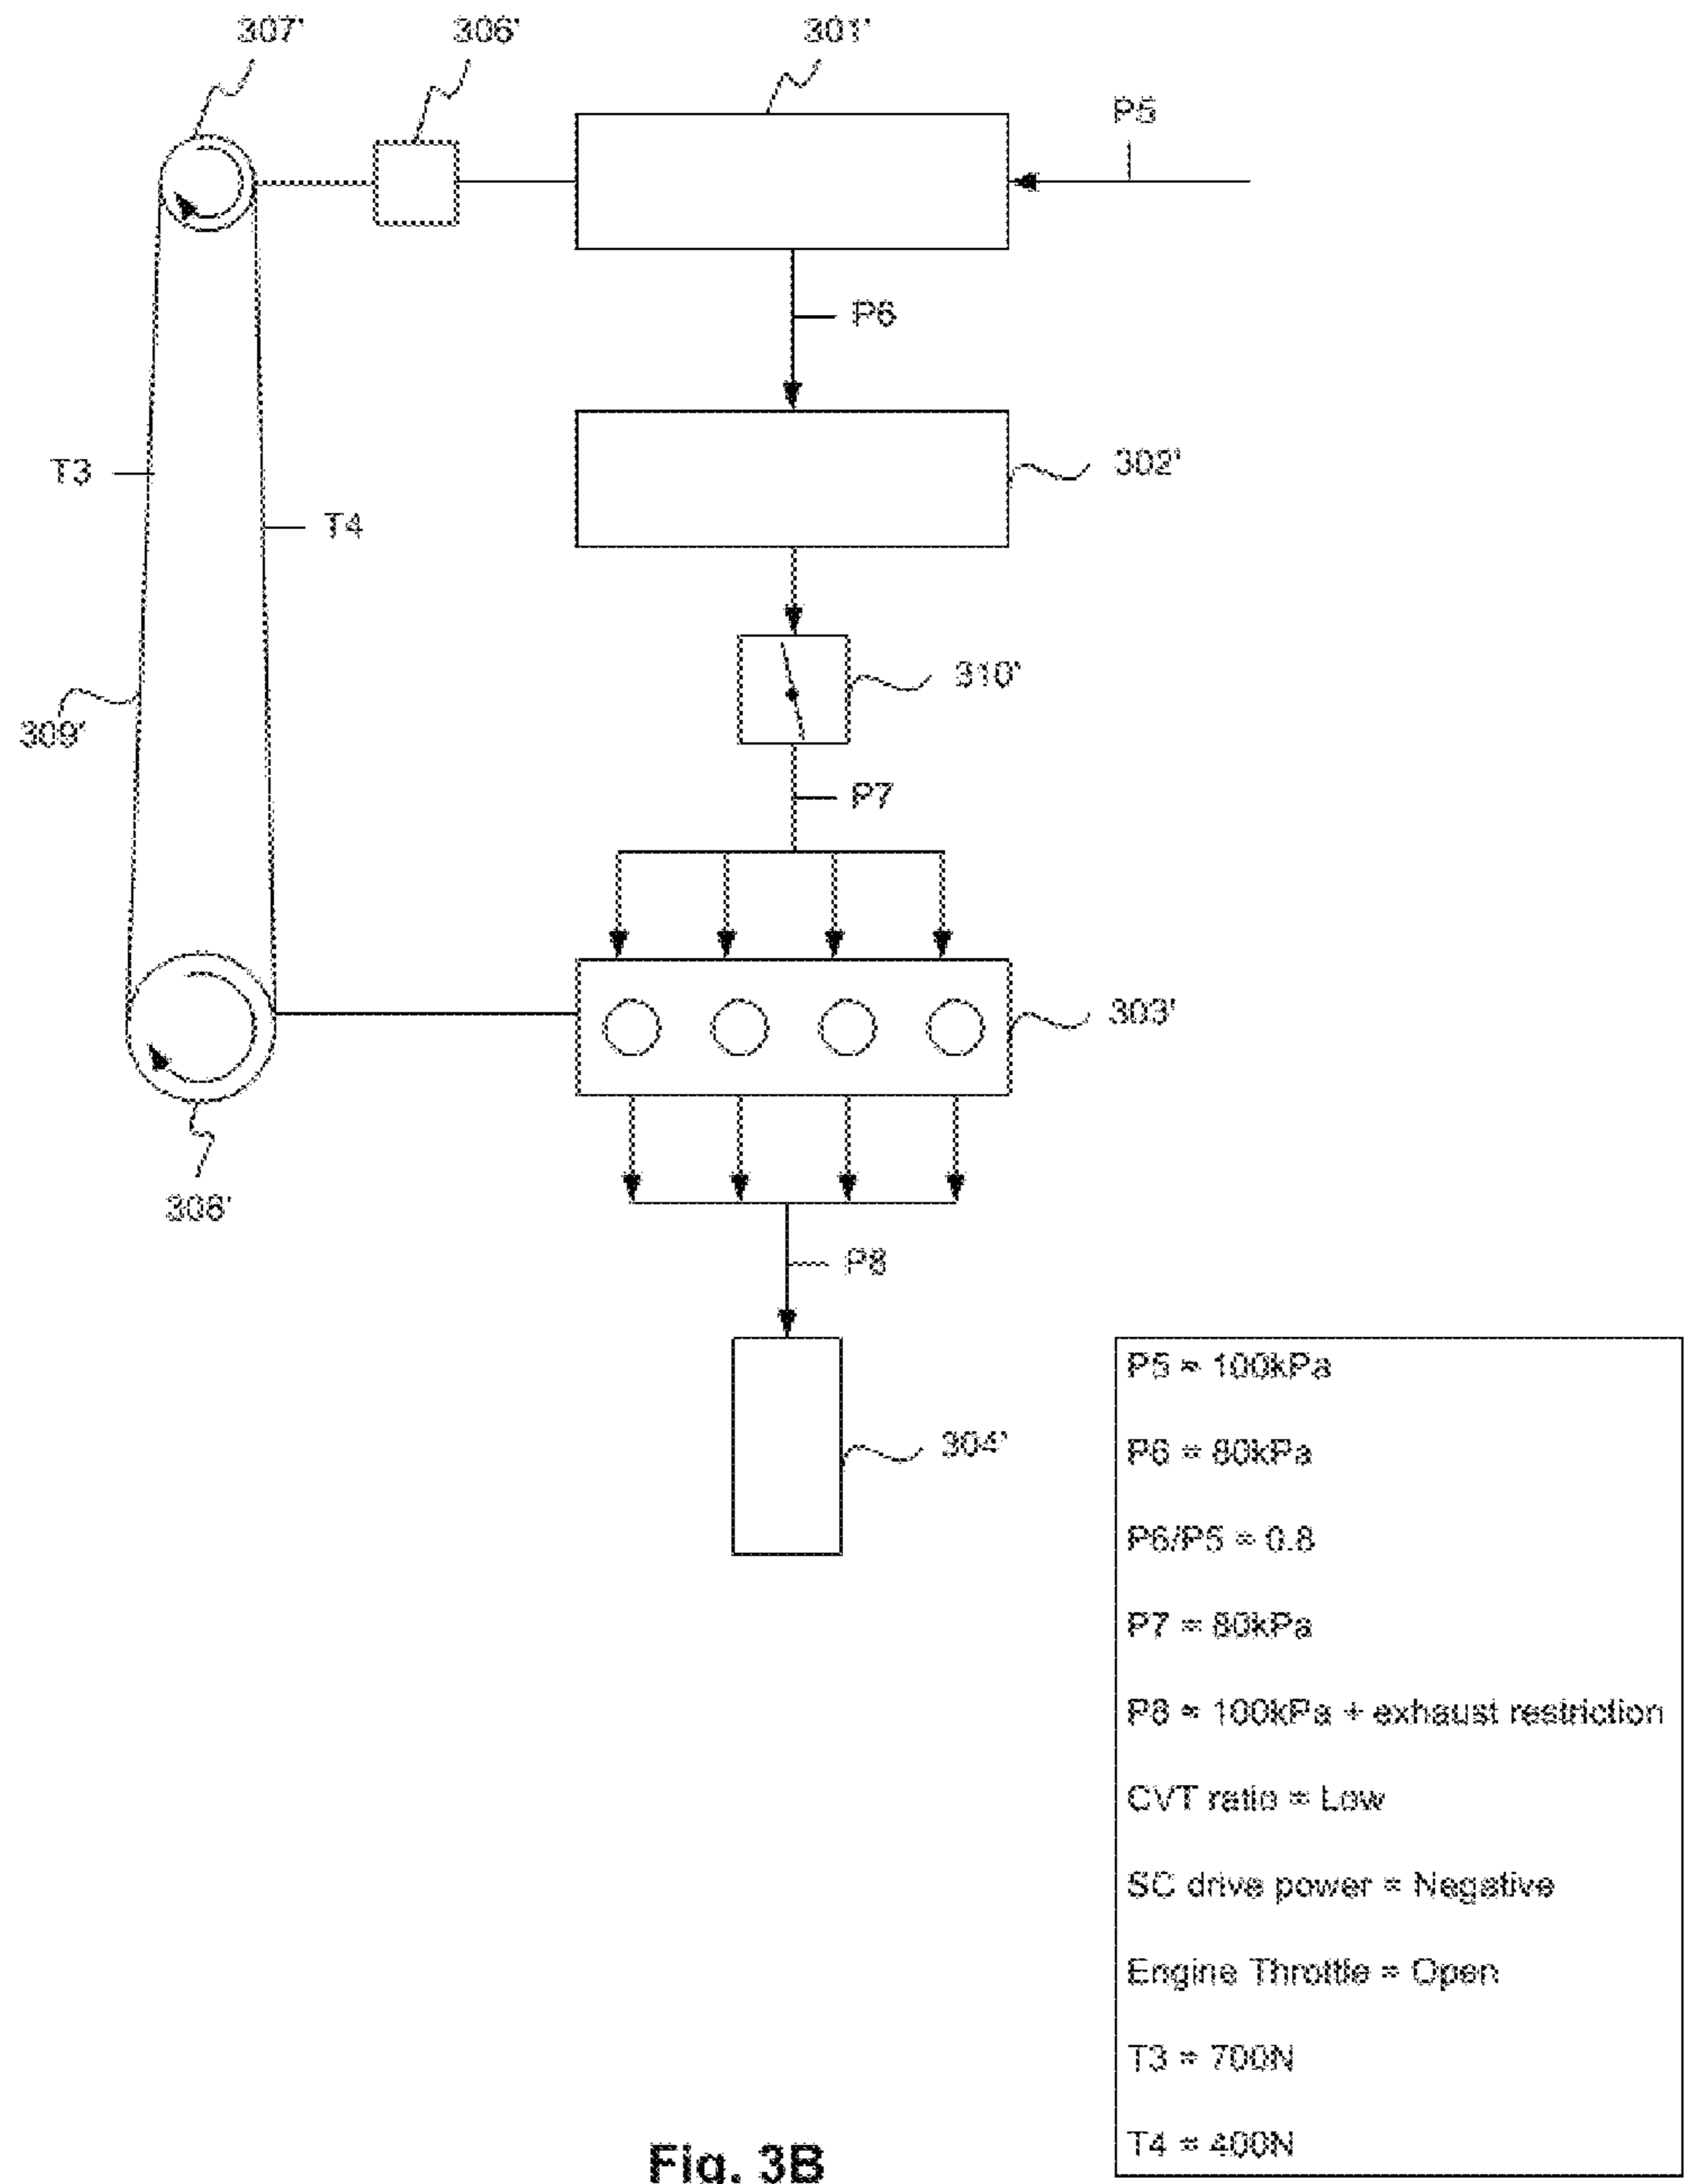 307'
306'
301'
P5
P6
302'
T3
T4
310'
309'
P7
303'
308'
P8
304'
P5 = 100kPa
P6 = 80kPa
P6/P5 = 0.8
P7 = 80kPa
P8 = 100kPa + exhaust restriction
CVT ratio = Low
SC drive power = Negative
Engine Throttle = Open
T3 = 700N
T4 = 400N
Fig. 3B